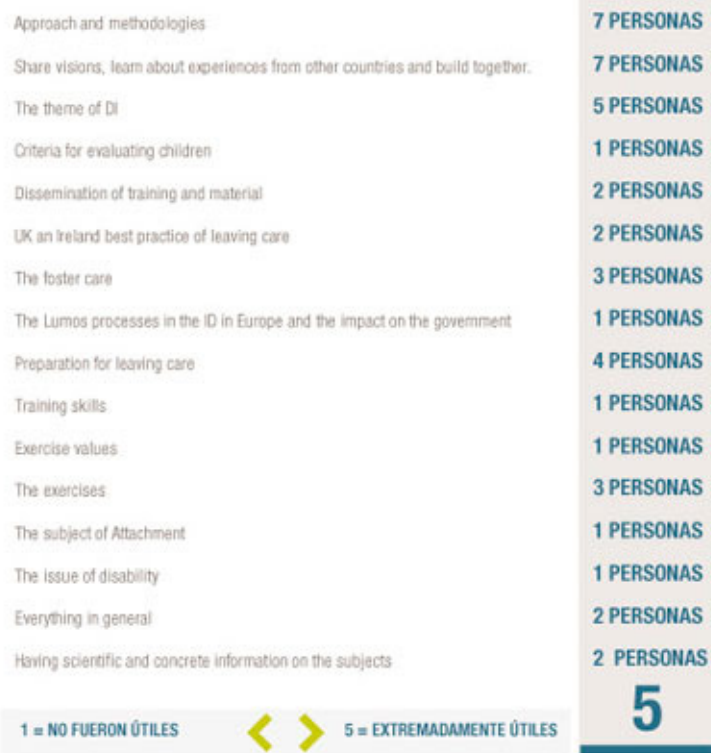 Approach and methodologies 7 PERSONAS
Share visions, learn about experiences from other countries and build together. 7 PERSONAS
The theme of DI 5 PERSONAS
Criteria for evaluating children 1 PERSONAS
Dissemination of training and material 2 PERSONAS
UK an Ireland best practice of leaving care 2 PERSONAS
The foster care 3 PERSONAS
The Lumos processes in the ID in Europe and the impact on the government 1 PERSONAS
Preparation for leaving care 4 PERSONAS
Training skills 1 PERSONAS
Exercise values 1 PERSONAS
The exercises 3 PERSONAS
The subject of Attachment 1 PERSONAS
The issue of disability 1 PERSONAS
Everything in general 2 PERSONAS
Having scientific and concrete information on the subjects 2 PERSONAS
1 = NO FUERON ÚTILES 5 = EXTREMADAMENTE ÚTILES 5